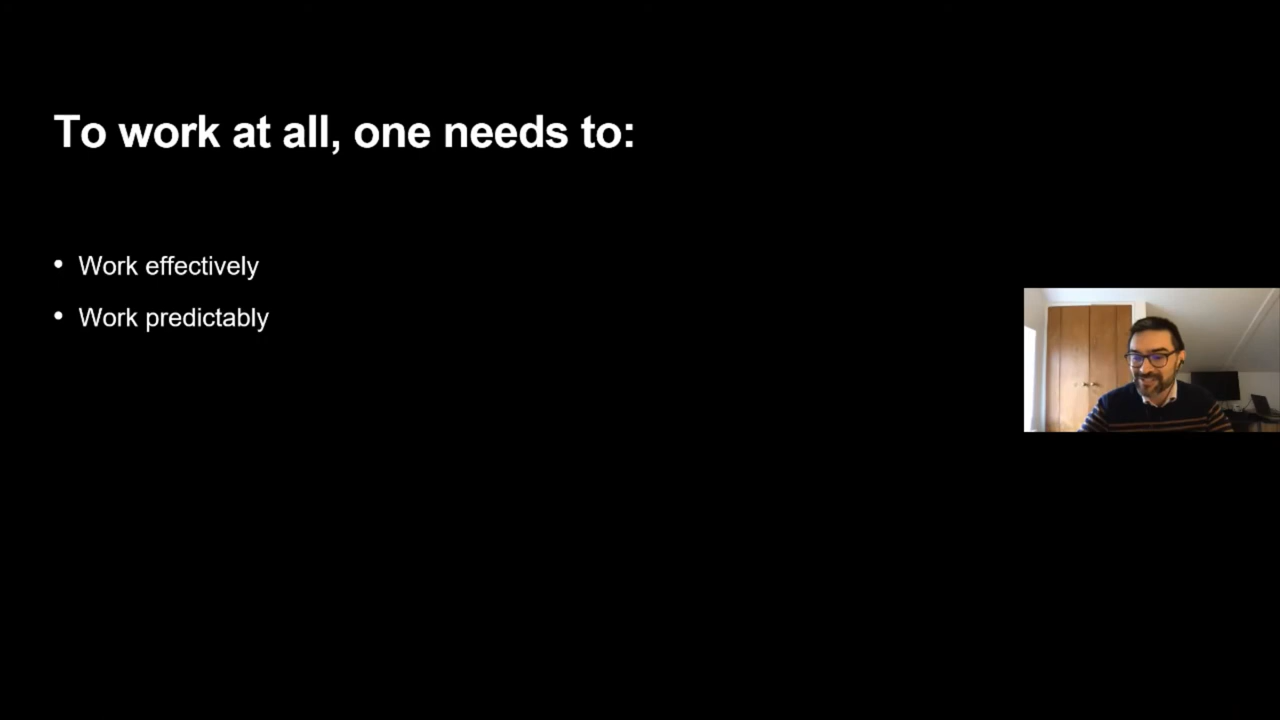 To work at all, one needs to:
• Work effectively
• Work predictably